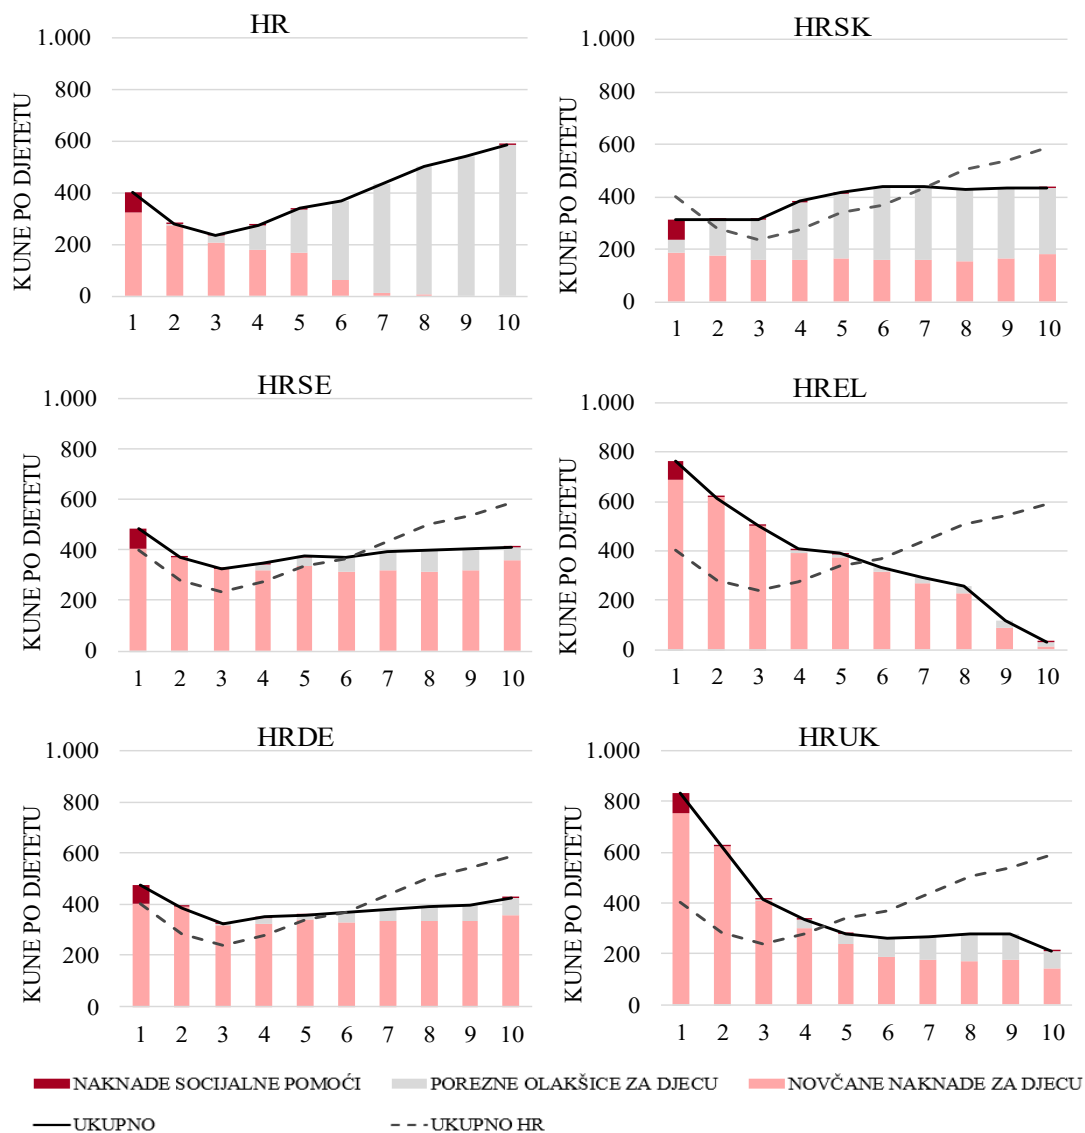 HR
KUNE PO DJETETU
1.000
800
600
400
200
0
1 2 3 4 5 6 7 8 9 10
HRSK
KUNE PO DJETETU
1.000
800
600
400
200
0
1 2 3 4 5 6 7 8 9 10
HRSE
KUNE PO DJETETU
1.000
800
600
400
200
0
1 2 3 4 5 6 7 8 9 10
HREL
KUNE PO DJETETU
1.000
800
600
400
200
0
1 2 3 4 5 6 7 8 9 10
HRDE
KUNE PO DJETETU
1.000
800
600
400
200
0
1 2 3 4 5 6 7 8 9 10
HRUK
KUNE PO DJETETU
1.000
800
600
400
200
0
1 2 3 4 5 6 7 8 9 10
NAKNADE SOCIJALNE POMOĆI POREZNE OLAKŠICE ZA DJECU NOVČANE NAKNADE ZA DJECU
UKUPNO UKUPNO HR